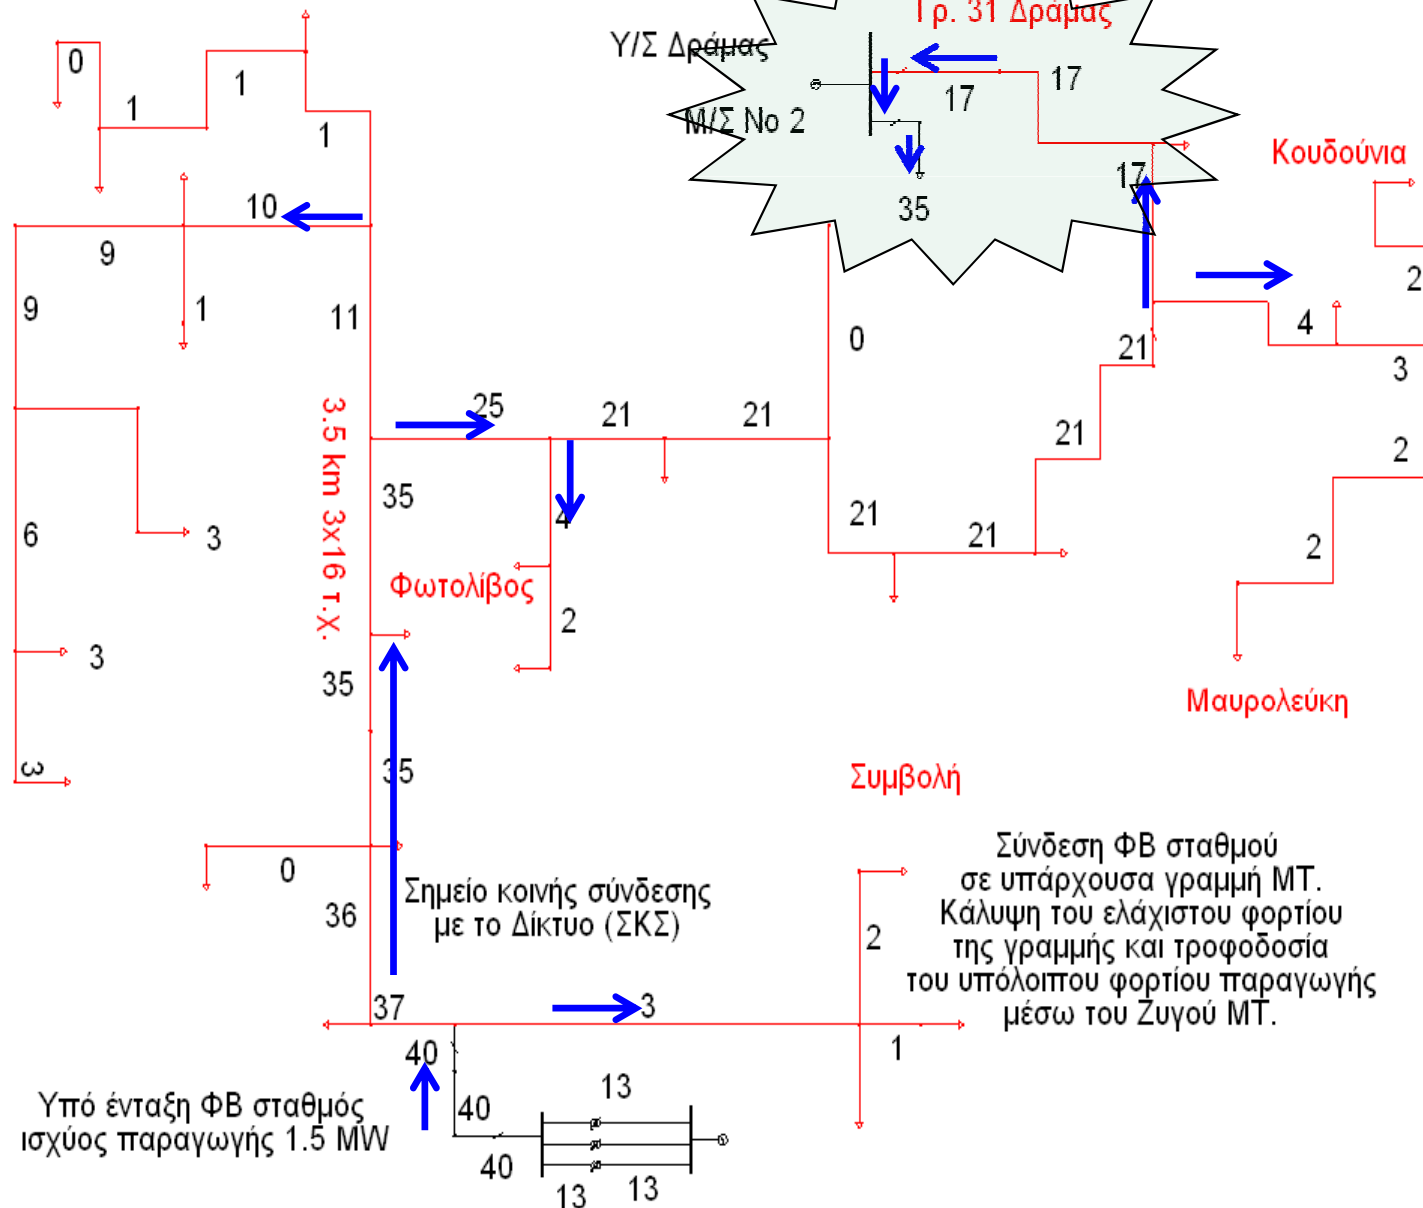 Γρ. 31 Δράμας
Υ/Σ Δράμας
0
1
1
1
17
17
Μ/Σ Νο 2
Κουδούνια
17
35
10
9
2
9
1
11
0
21
4
3
25
21
21
21
2
3.5 km 3x16 τ.χ.
35
4
21
21
6
3
2
Φωτολίβος
2
3
35
Μαυρολεύκη
3
35
Συμβολή
0
Σημείο κοινής σύνδεσης
με το Δίκτυο (ΣΚΣ)
36
2
Σύνδεση ΦΒ σταθμού
σε υπάρχουσα γραμμή ΜΤ.
Κάλυψη του ελάχιστου φορτίου
της γραμμής και τροφοδοσία
του υπόλοιπου φορτίου παραγωγής
μέσω του Ζυγού ΜΤ.
37
3
1
40
Υπό ένταξη ΦΒ σταθμός
ισχύος παραγωγής 1.5 MW
40
13
40
13
13